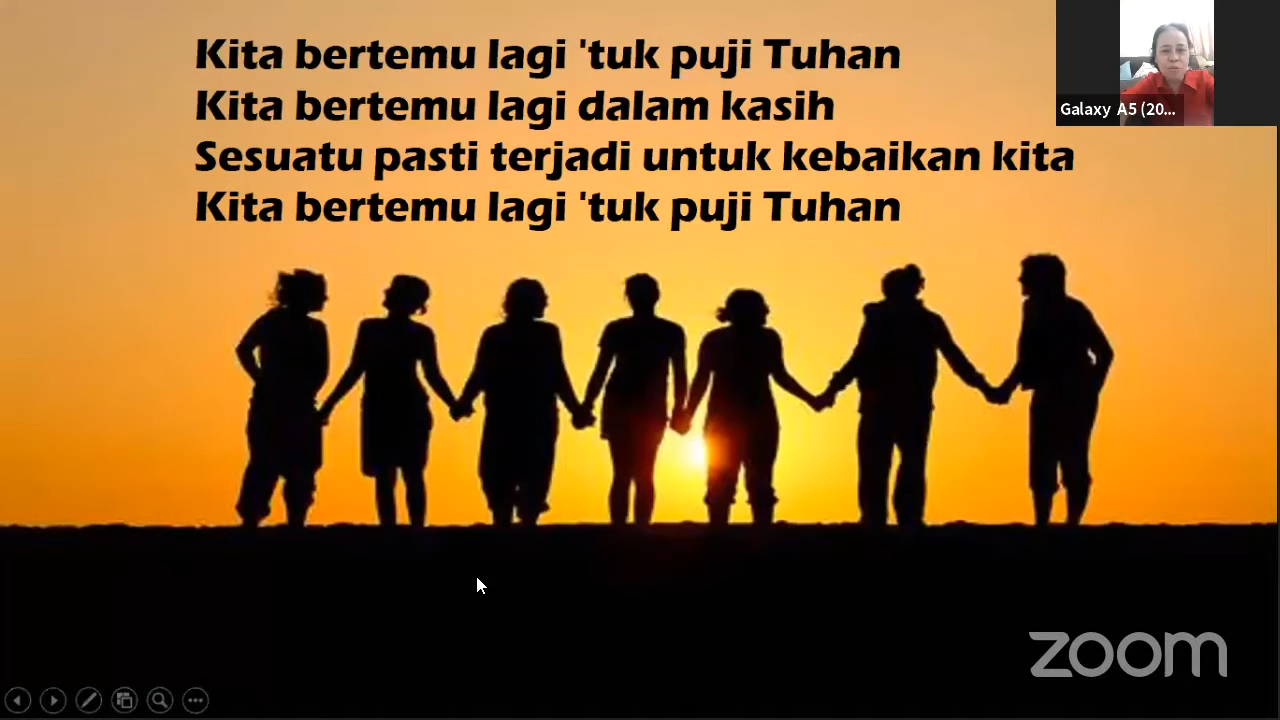 Kita bertemu lagi 'tuk puji Tuhan
Kita bertemu lagi dalam kasih
Sesuatu pasti terjadi untuk kebaikan kita
Kita bertemu lagi 'tuk puji Tuhan
Galaxy A5 (20...
zoom